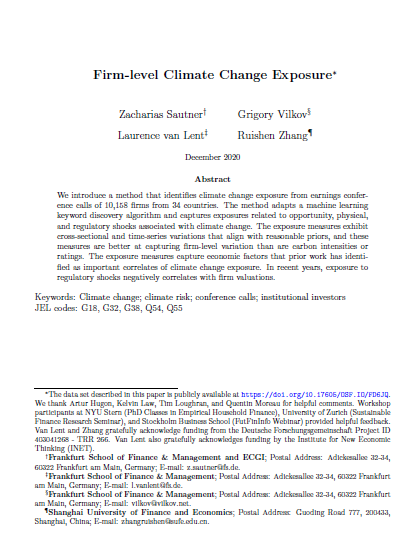 Firm-level Climate Change Exposure*
Zacharias Sautner† Grigory Vilkov§
Laurence van Lent‡ Ruishen Zhang¶
December 2020
Abstract
We introduce a method that identifies climate change exposure from earnings confer-
ence calls of 10,158 firms from 34 countries. The method adapts a machine learning
keyword discovery algorithm and captures exposures related to opportunity, physical,
and regulatory shocks associated with climate change. The exposure measures exhibit
cross-sectional and time-series variations that align with reasonable priors, and these
measures are better at capturing firm-level variation than are carbon intensities or
ratings. The exposure measures capture economic factors that prior work has identi-
fied as important correlates of climate change exposure. In recent years, exposure to
regulatory shocks negatively correlates with firm valuations.
Keywords: Climate change; climate risk; conference calls; institutional investors
JEL codes: G18, G32, G38, Q54, Q55
*The data set described in this paper is publicly available at https://doi.org/10.17605/OSF.IO/FD6JQ.
We thank Artur Hugon, Kelvin Law, Tim Loughran, and Quentin Moreau for helpful comments. Workshop
participants at NYU Stern (PhD Classes in Empirical Household Finance), University of Zurich (Sustainable
Finance Research Seminar), and Stockholm Business School (FutFinInfo Webinar) provided helpful feedback.
Van Lent and Zhang gratefully acknowledge funding from the Deutsche Forschungsgemeinschaft Project ID
403041268 - TRR 266. Van Lent also gratefully acknowledges funding by the Institute for New Economic
Thinking (INET).
†Frankfurt School of Finance & Management and ECGI; Postal Address: Adickesallee 32-34,
60322 Frankfurt am Main, Germany; E-mail: z.sautner@fs.de.
‡Frankfurt School of Finance & Management; Postal Address: Adickesallee 32-34, 60322 Frankfurt
am Main, Germany; E-mail: l.vanlent@fs.de.
§Frankfurt School of Finance & Management; Postal Address: Adickesallee 32-34, 60322 Frankfurt
am Main, Germany; E-mail: vilkov@vilkov.net.
¶Shanghai University of Finance and Economics; Postal Address: Guoding Road 777, 200433,
Shanghai, China; E-mail: zhangruishen@sufe.edu.cn.